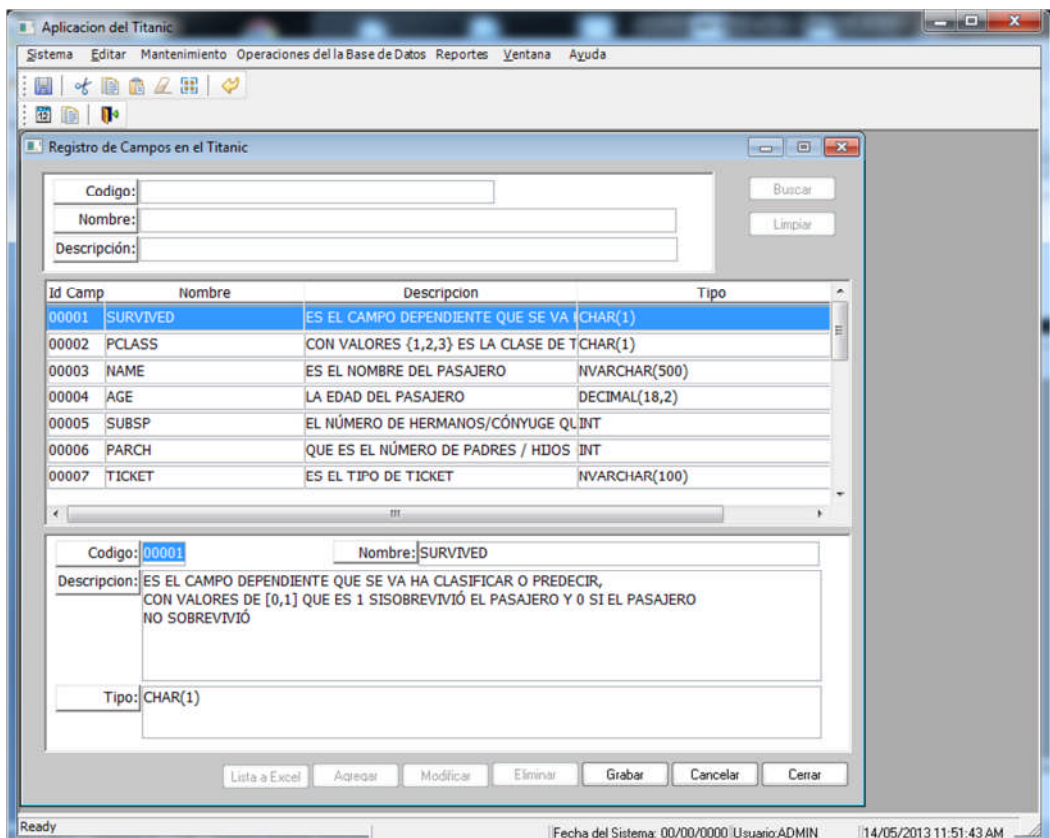 Aplicacion del Titanic
Sistema Editar Mantenimiento Operaciones del la Base de Datos Reportes Ventana Ayuda
12
Registro de Campos en el Titanic
Codigo:
Buscar
Nombre:
Limpiar
Descripción:
Id Camp Nombre Descripcion Tipo
00001 SURVIVED ES EL CAMPO DEPENDIENTE QUE SE VA CHAR(1)
00002 PCLASS CON VALORES {1,2,3} ES LA CLASE DE T CHAR(1)
00003 NAME ES EL NOMBRE DEL PASAJERO NVARCHAR(500)
00004 AGE LA EDAD DEL PASAJERO DECIMAL(18,2)
00005 SUBSP EL NÚMERO DE HERMANOS/CÓNYUGE QU INT
00006 PARCH QUE ES EL NÚMERO DE PADRES / HIJOS INT
00007 TICKET ES EL TIPO DE TICKET NVARCHAR(100)
Codigo: 00001 Nombre: SURVIVED
Descripcion: ES EL CAMPO DEPENDIENTE QUE SE VA HA CLASIFICAR O PREDECIR,
CON VALORES DE [0,1] QUE ES 1 SISOBREVIVIÓ EL PASAJERO Y 0 SI EL PASAJERO
NO SOBREVIVIÓ
Tipo: CHAR(1)
Lista a Excel Agregar Modificar Eliminar Grabar Cancelar Cerrar
Ready Fecha del Sistema: 00/00/0000 Usuario:ADMIN 14/05/2013 11:51:43 AM